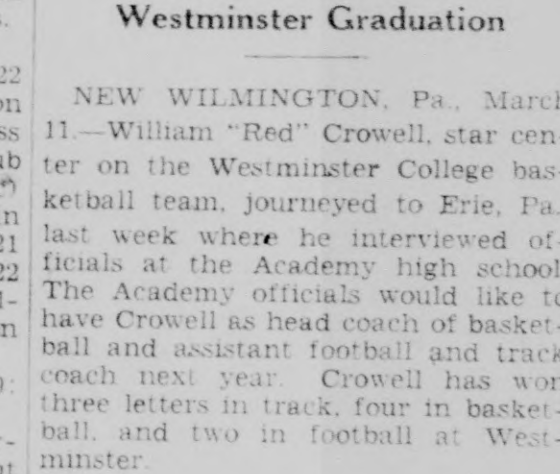 Westminster Graduation
NEW WILMINGTON, Pa., March
11.—William "Red" Crowell, star cen-
ter on the Westminster College bas-
ketball team, journeyed to Erie, Pa.
last week where he interviewed of-
ficials at the Academy high school.
The Academy officials would like to
have Crowell as head coach of basket-
ball and assistant football and track
coach next year. Crowell has won
three letters in track, four in basket-
ball, and two in football at West-
minster.